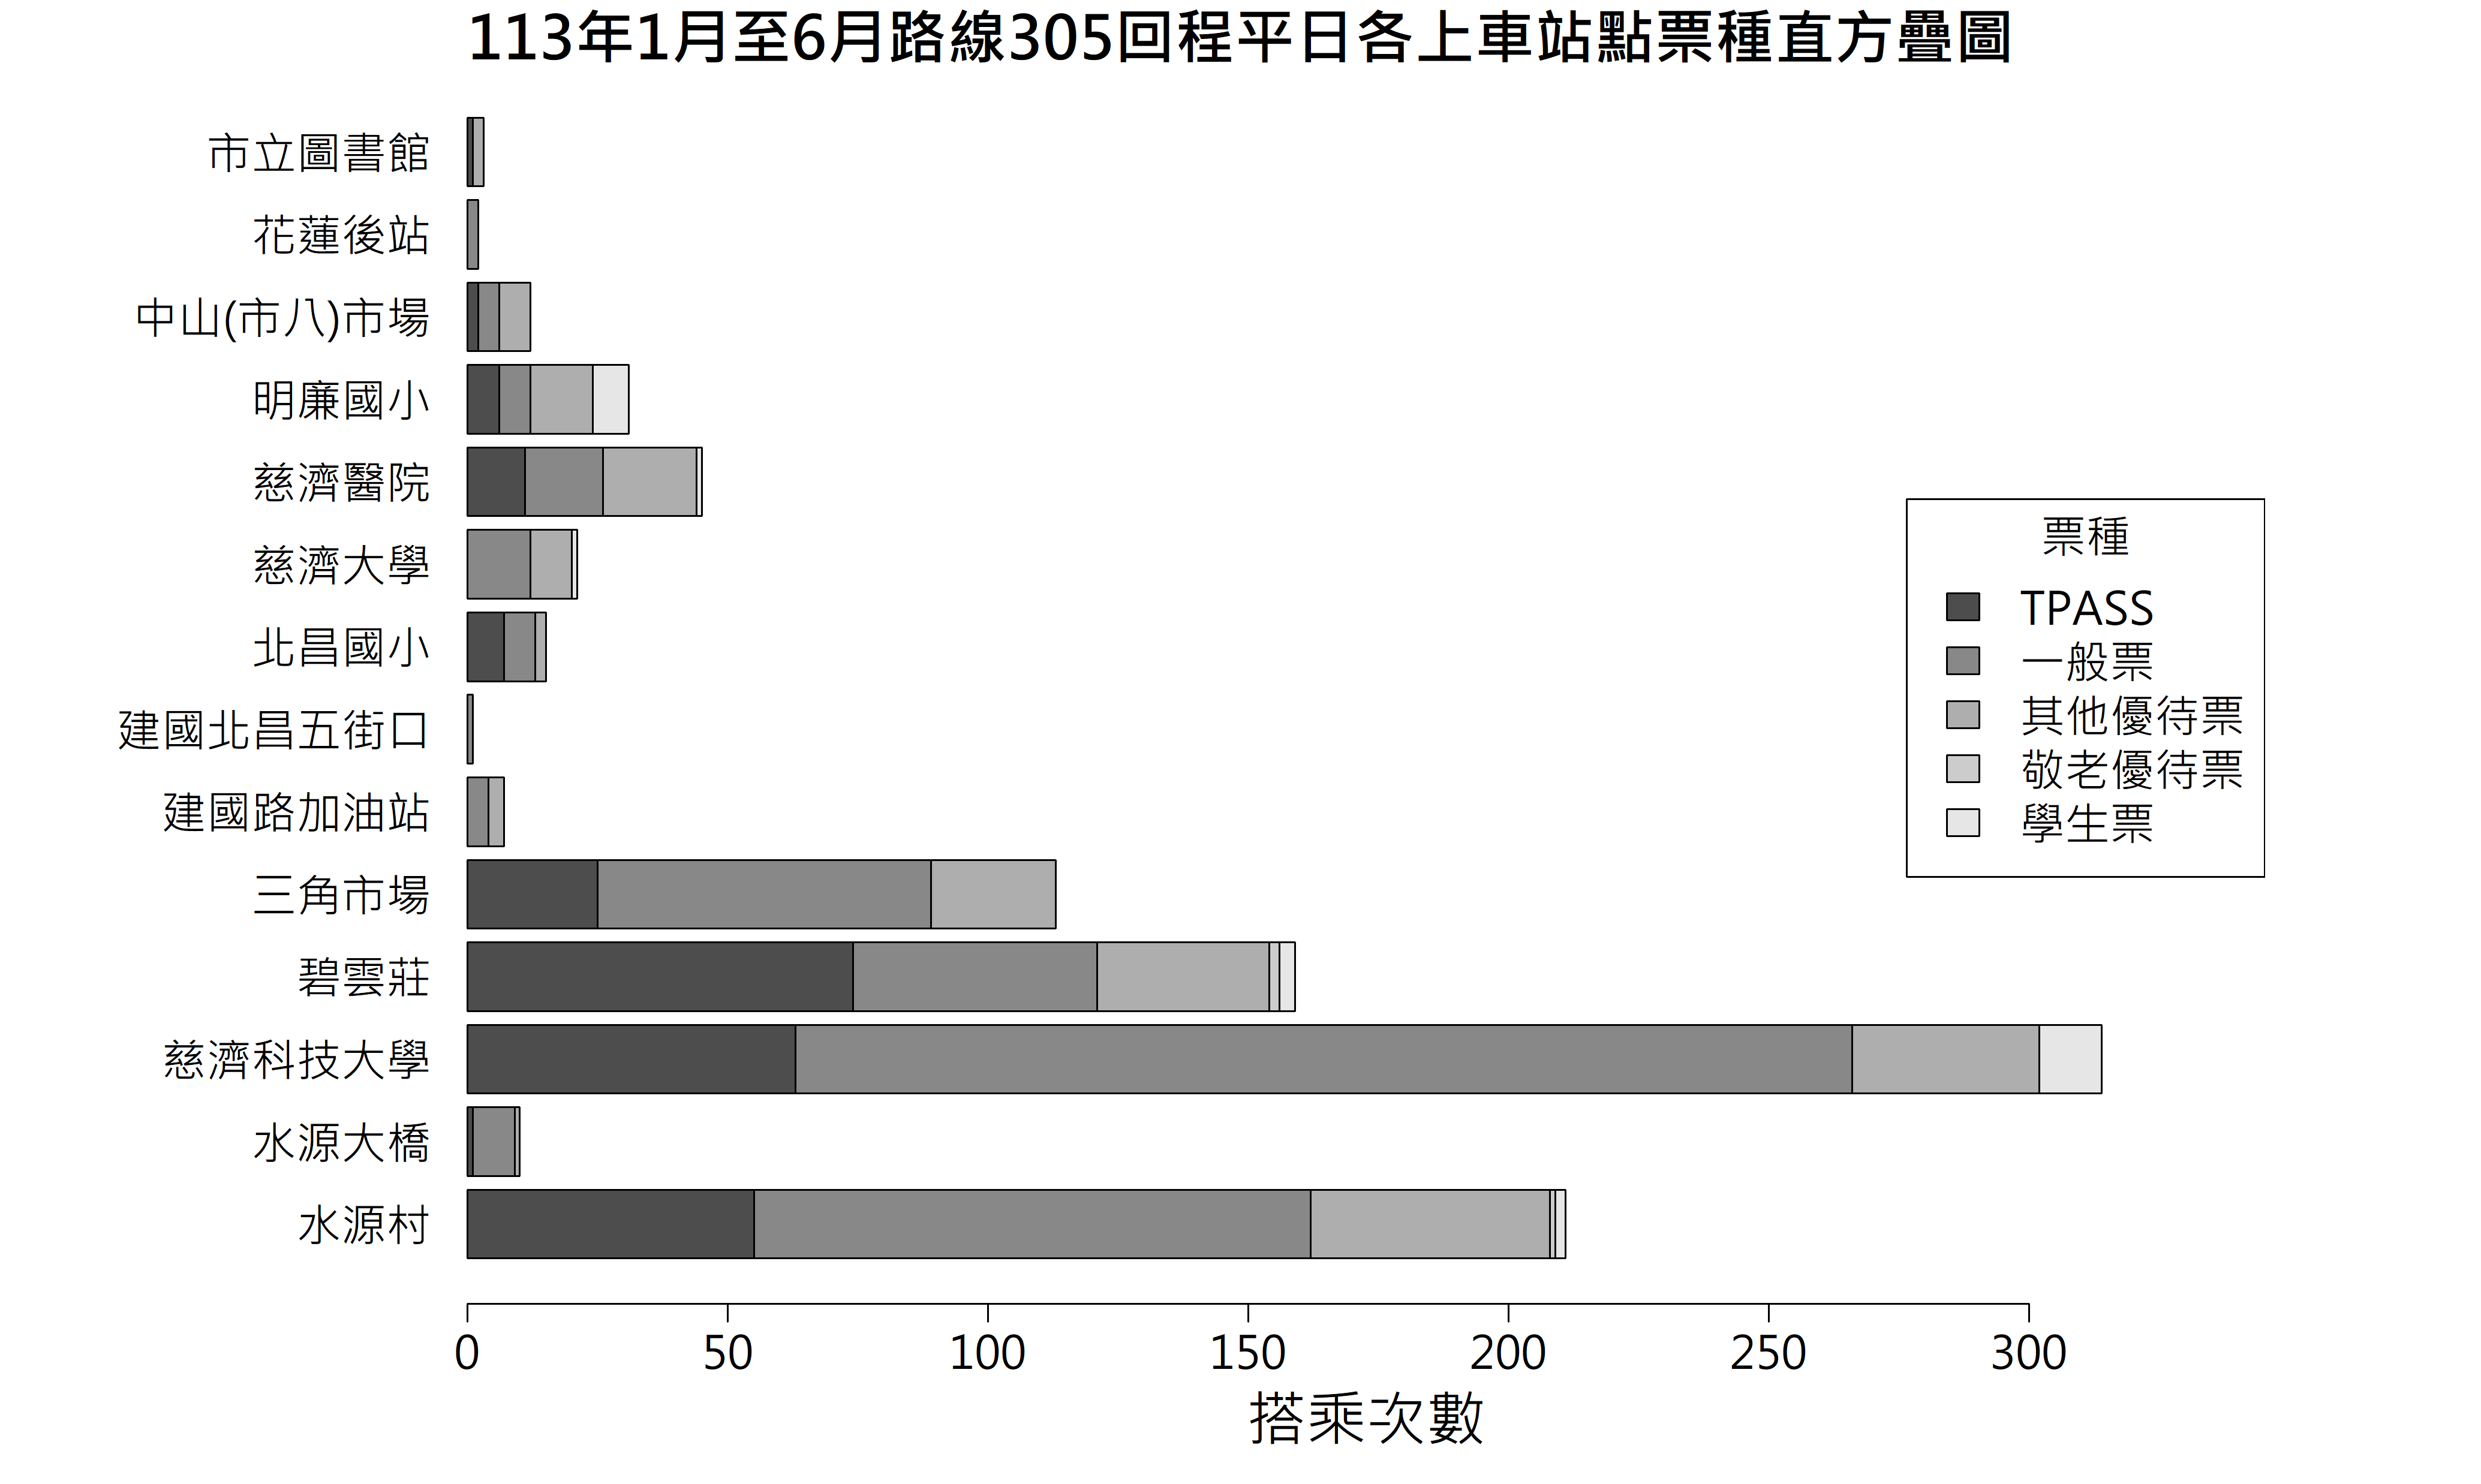 113年1月至6月路線305回程平日各上車站點票種直方疊圖
市立圖書館
花蓮後站
中山(市八)市場
明廉國小
慈濟醫院
慈濟大學
北昌國小
建國北昌五街口
建國路加油站
三角市場
碧雲莊
慈濟科技大學
水源大橋
水源村
票種
TPASS
一般票
其他優待票
敬老優待票
學生票
0 50 100 150 200 250 300
搭乘次數